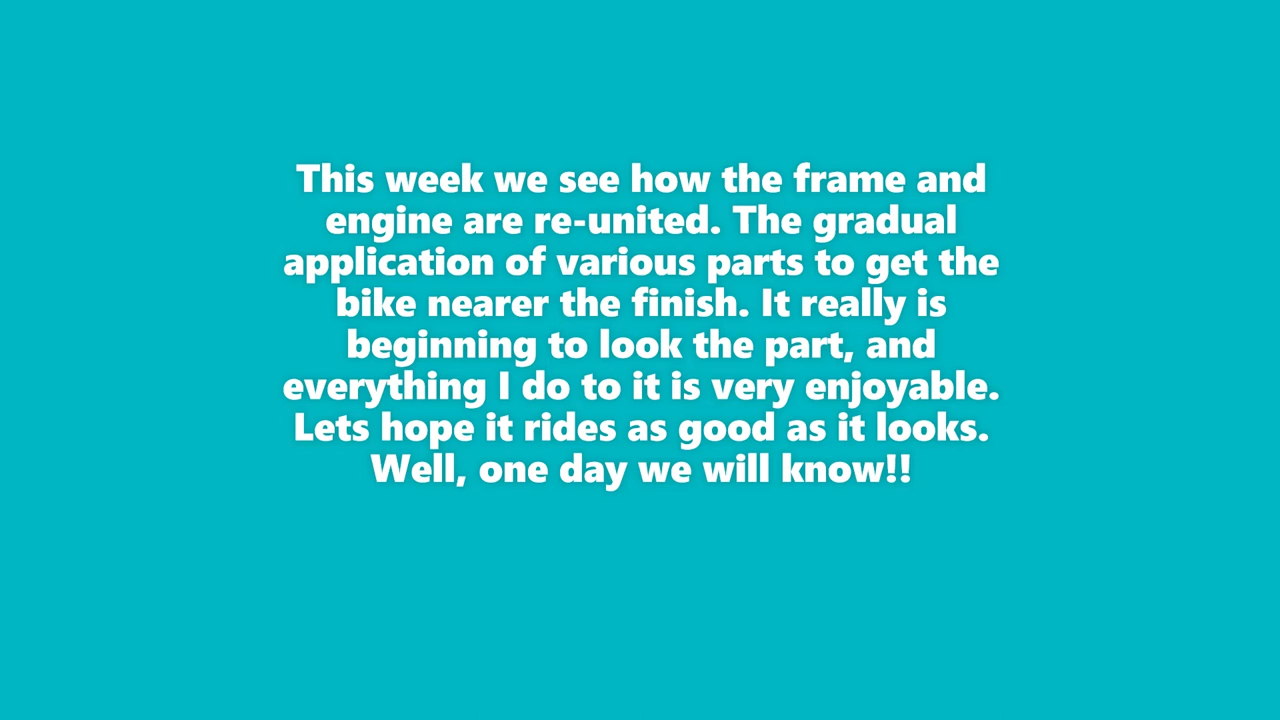 This week we see how the frame and
engine are re-united. The gradual
application of various parts to get the
bike nearer the finish. It really is
beginning to look the part, and
everything I do to it is very enjoyable.
Lets hope it rides as good as it looks.
Well, one day we will know!!